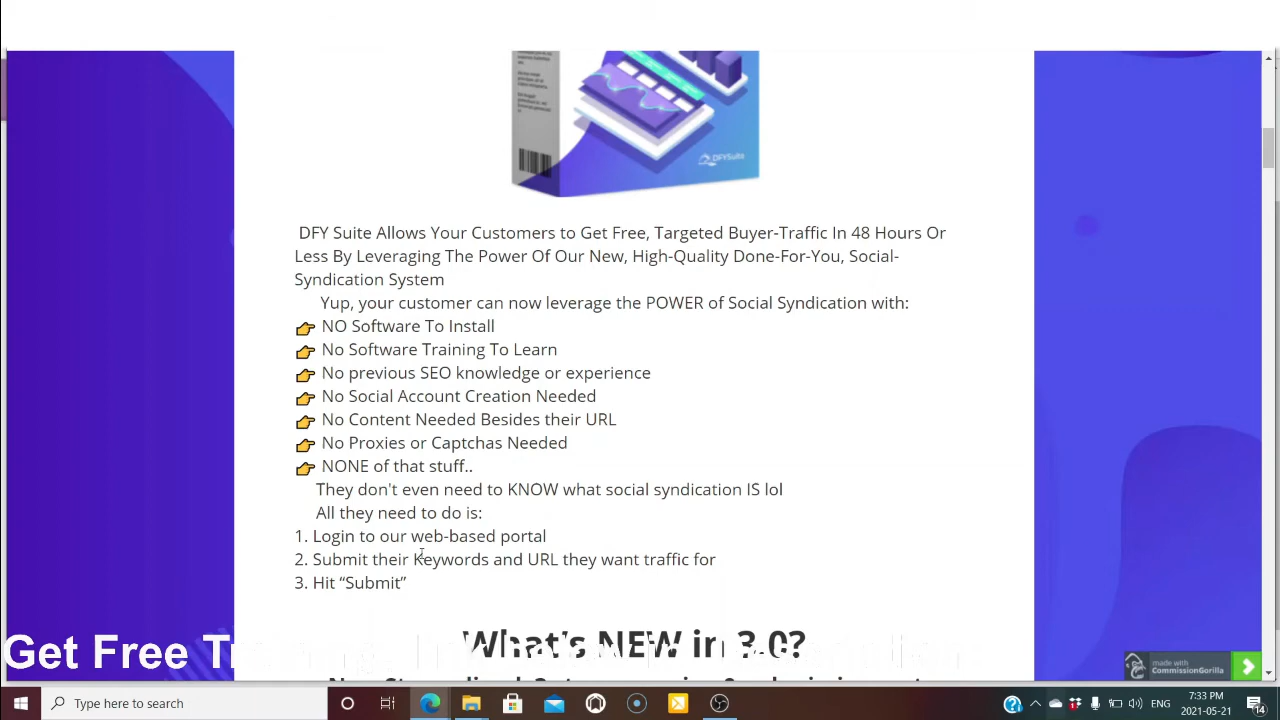 DFYSuite
DFY Suite Allows Your Customers to Get Free, Targeted Buyer-Traffic In 48 Hours Or
Less By Leveraging The Power Of Our New, High-Quality Done-For-You, Social-
Syndication System
Yup, your customer can now leverage the POWER of Social Syndication with:
NO Software To Install
No Software Training To Learn
No previous SEO knowledge or experience
No Social Account Creation Needed
No Content Needed Besides their URL
No Proxies or Captchas Needed
NONE of that stuff..
They don't even need to KNOW what social syndication IS lol
All they need to do is:
1. Login to our web-based portal
2. Submit their Keywords and URL they want traffic for
3. Hit “Submit”
What's NEW in 3.0?
Get Free
made with
CommissionGorilla
Type here to search
ENG
7:33 PM
2021-05-21
14